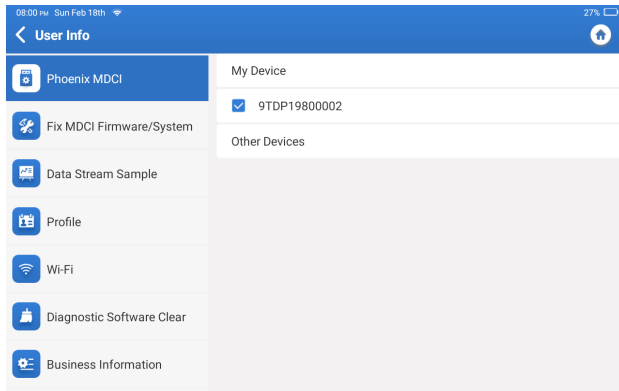 08:00 PM Sun Feb 18th
27%
User Info
Phoenix MDCI
Fix MDCI Firmware/System
Data Stream Sample
Profile
Wi-Fi
Diagnostic Software Clear
Business Information
My Device
9TDP19800002
Other Devices